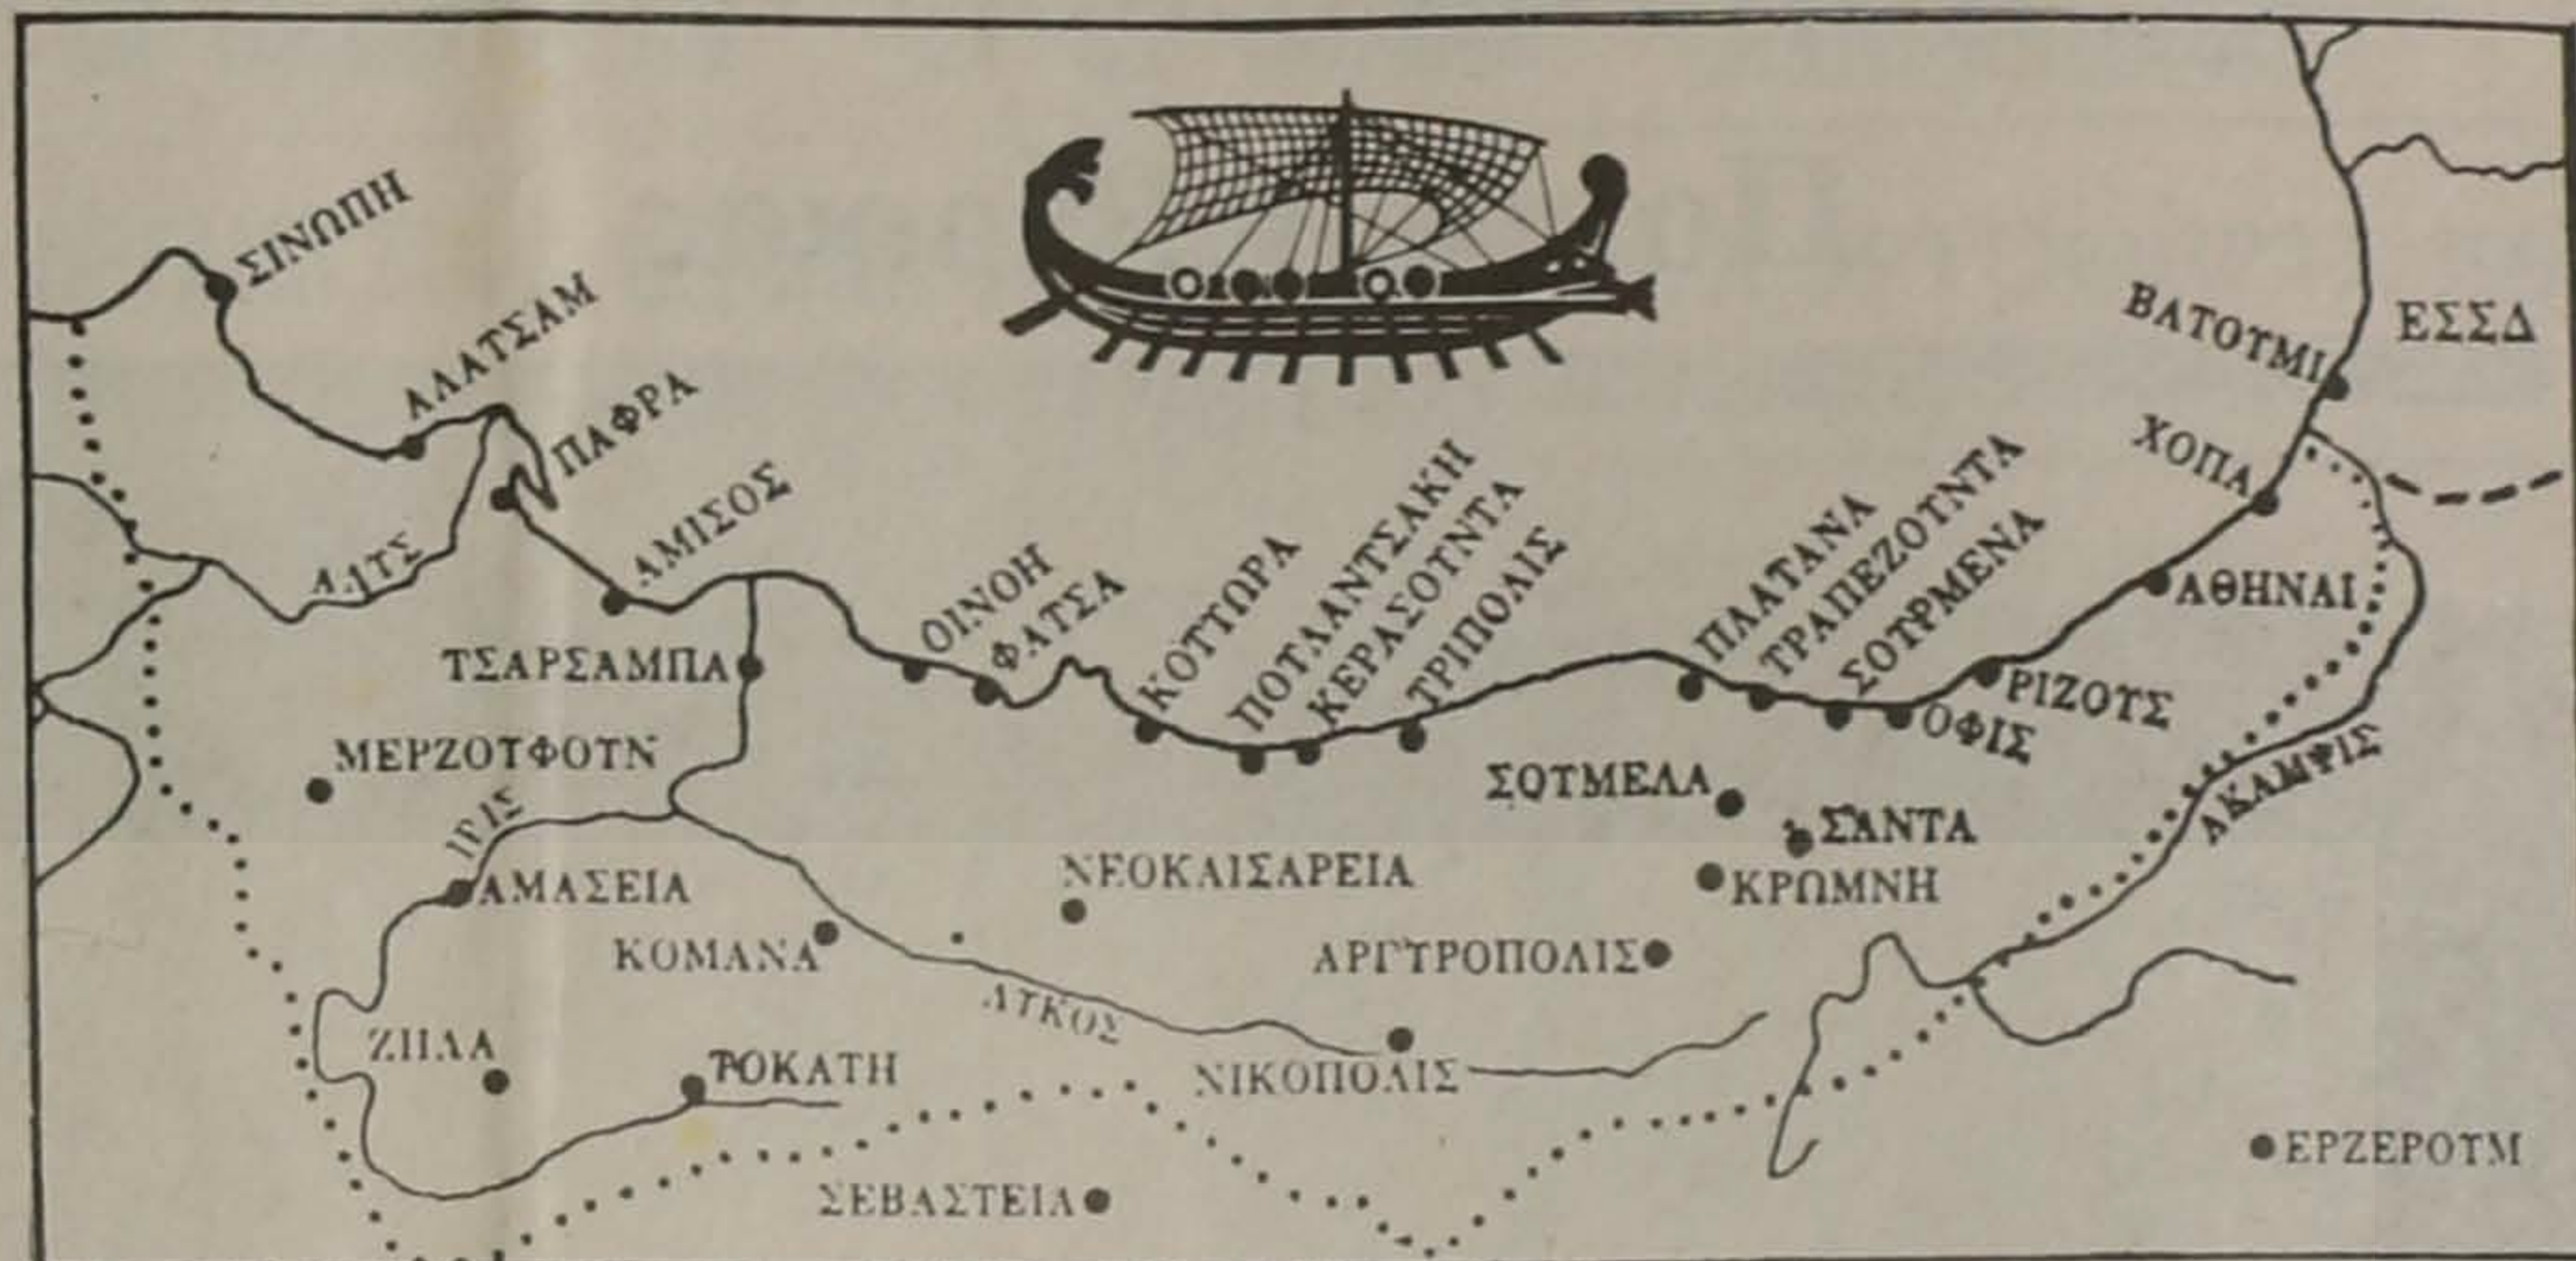 ΣΙΝΩΠΗ
ΑΛΑΤΣΑΜ
ΠΑΦΡΑ
ΑΛΥΣ
ΑΜΙΣΟΣ
ΤΣΑΡΣΑΜΠΑ
ΟΙΝΟΗ
ΦΑΤΣΑ
ΚΟΤΥΩΡΑ
ΠΟΥΛΑΝΤΣΑΚΗ
ΚΕΡΑΣΟΥΝΤΑ
ΤΡΙΠΟΛΙΣ
ΠΛΑΤΑΝΑ
ΤΡΑΠΕΖΟΥΝΤΑ
ΣΟΥΡΜΕΝΑ
ΟΦΙΣ
ΡΙΖΟΥΣ
ΑΘΗΝΑΙ
ΧΟΠΑ
ΒΑΤΟΥΜΙ
ΕΣΣΔ
ΜΕΡΖΟΥΦΟΥΝ
ΙΡΙΣ
ΑΜΑΣΕΙΑ
ΚΟΜΑΝΑ
ΝΕΟΚΑΙΣΑΡΕΙΑ
ΣΟΥΜΕΛΑ
ΣΑΝΤΑ
ΚΡΩΜΝΗ
ΑΡΓΥΡΟΠΟΛΙΣ
ΑΚΑΜΨΙΣ
ΛΥΚΟΣ
ΖΗΛΑ
ΤΟΚΑΤΗ
ΝΙΚΟΠΟΛΙΣ
ΣΕΒΑΣΤΕΙΑ
ΕΡΖΕΡΟΥΜ